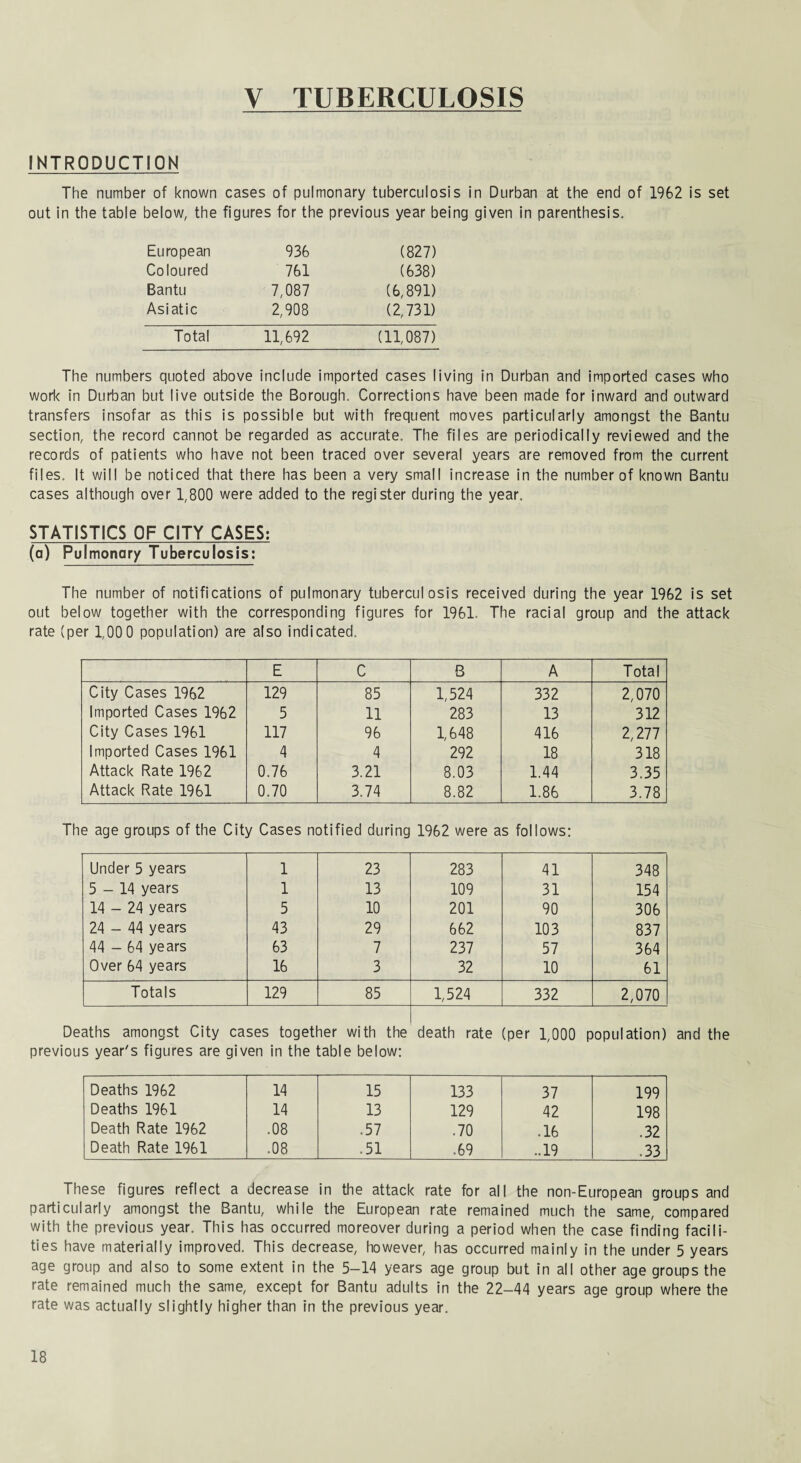 V TUBERCULOSIS
INTRODUCTION
The number of known cases of pulmonary tuberculosis in Durban at the end of 1962 is set
out in the table below, the figures for the previous year being given in parenthesis.
European 936 (827)
Coloured 761 (638)
Bantu 7,087 (6,891)
Asiatic 2,908 (2,731)
Total 11,692 (11,087)
The numbers quoted above include imported cases living in Durban and imported cases who
work in Durban but live outside the Borough. Corrections have been made for inward and outward
transfers insofar as this is possible but with frequent moves particularly amongst the Bantu
section, the record cannot be regarded as accurate. The files are periodically reviewed and the
records of patients who have not been traced over several years are removed from the current
files. It will be noticed that there has been a very small increase in the number of known Bantu
cases although over 1,800 were added to the register during the year.
STATISTICS OF CITY CASES:
(a) Pulmonary Tuberculosis:
The number of notifications of pulmonary tuberculosis received during the year 1962 is set
out below together with the corresponding figures for 1961. The racial group and the attack
rate (per 1,000 population) are also indicated.
E C B A Total
City Cases 1962 129 85 1,524 332 2,070
Imported Cases 1962 5 11 283 13 312
City Cases 1961 117 96 1,648 416 2,277
Imported Cases 1961 4 4 292 18 318
Attack Rate 1962 0.76 3.21 8.03 1.44 3.35
Attack Rate 1961 0.70 3.74 8.82 1.86 3.78
The age groups of the City Cases notified during 1962 were as follows:
Under 5 years 1 23 283 41 348
5 – 14 years 1 13 109 31 154
14 – 24 years 5 10 201 90 306
24 – 44 years 43 29 662 103 837
44 – 64 years 63 7 237 57 364
Over 64 years 16 3 32 10 61
Totals 129 85 1,524 332 2,070
Deaths amongst City cases together with the death rate (per 1,000 population) and the
previous year's figures are given in the table below:
Deaths 1962 14 15 133 37 199
Deaths 1961 14 13 129 42 198
Death Rate 1962 .08 .57 .70 .16 .32
Death Rate 1961 .08 .51 .69 ..19 .33
These figures reflect a decrease in the attack rate for all the non-European groups and
particularly amongst the Bantu, while the European rate remained much the same, compared
with the previous year. This has occurred moreover during a period when the case finding facili-
ties have materially improved. This decrease, however, has occurred mainly in the under 5 years
age group and also to some extent in the 5–14 years age group but in all other age groups the
rate remained much the same, except for Bantu adults in the 22–44 years age group where the
rate was actually slightly higher than in the previous year.
18